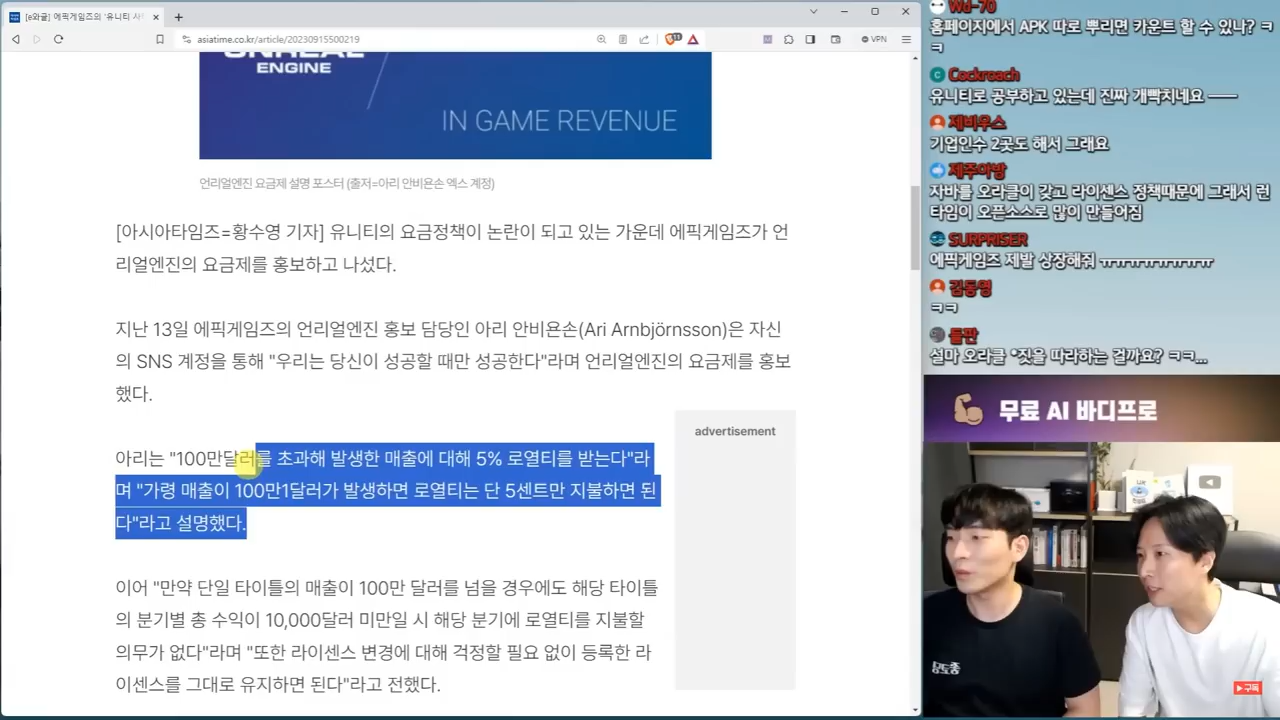 [e와글] 에픽게임즈의 '유니티 사
asiatime.co.kr/article/20230915500219
VPN
UNREAL
ENGINE
IN GAME REVENUE
언리얼엔진 요금제 설명 포스터 (출저=아리 안비욘손 엑스 계정)
[아시아타임즈=황수영 기자] 유니티의 요금정책이 논란이 되고 있는 가운데 에픽게임즈가 언
리얼엔진의 요금제를 홍보하고 나섰다.
지난 13일 에픽게임즈의 언리얼엔진 홍보 담당인 아리 안비욘손(Ari Arnbjörnsson)은 자신
의 SNS 계정을 통해 "우리는 당신이 성공할 때만 성공한다"라며 언리얼엔진의 요금제를 홍보
했다.
아리는 "100만달러를 초과해 발생한 매출에 대해 5% 로열티를 받는다"라
며 "가령 매출이 100만1달러가 발생하면 로열티는 단 5센트만 지불하면 된
다"라고 설명했다.
advertisement
이어 "만약 단일 타이틀의 매출이 100만 달러를 넘을 경우에도 해당 타이틀
의 분기별 총 수익이 10,000달러 미만일 시 해당 분기에 로열티를 지불할
의무가 없다"라며 "또한 라이센스 변경에 대해 걱정할 필요 없이 등록한 라
이센스를 그대로 유지하면 된다"라고 전했다.
Wd-70
홈페이지에서 APK 따로 뿌리면 카운트 할 수 있나? ㅋ
ㅋ
C Cockroach
유니티로 공부하고 있는데 진짜 개빡치네요 ㅡㅡ
제비우스
기업인수 2곳도 해서 그래요
제주아방
자바를 오라클이 갖고 라이센스 정책때문에 그래서 런
타임이 오픈소스로 많이 만들어짐
SURPRISER
에픽게임즈 제발 상장해줘 ㅠㅠㅠㅠㅠㅠㅠㅠ
김동영
ㅋㅋ
들판
설마 오라클 *짓을 따라하는 걸까요? ㅋㅋ...
무료 AI 바디프로
구독